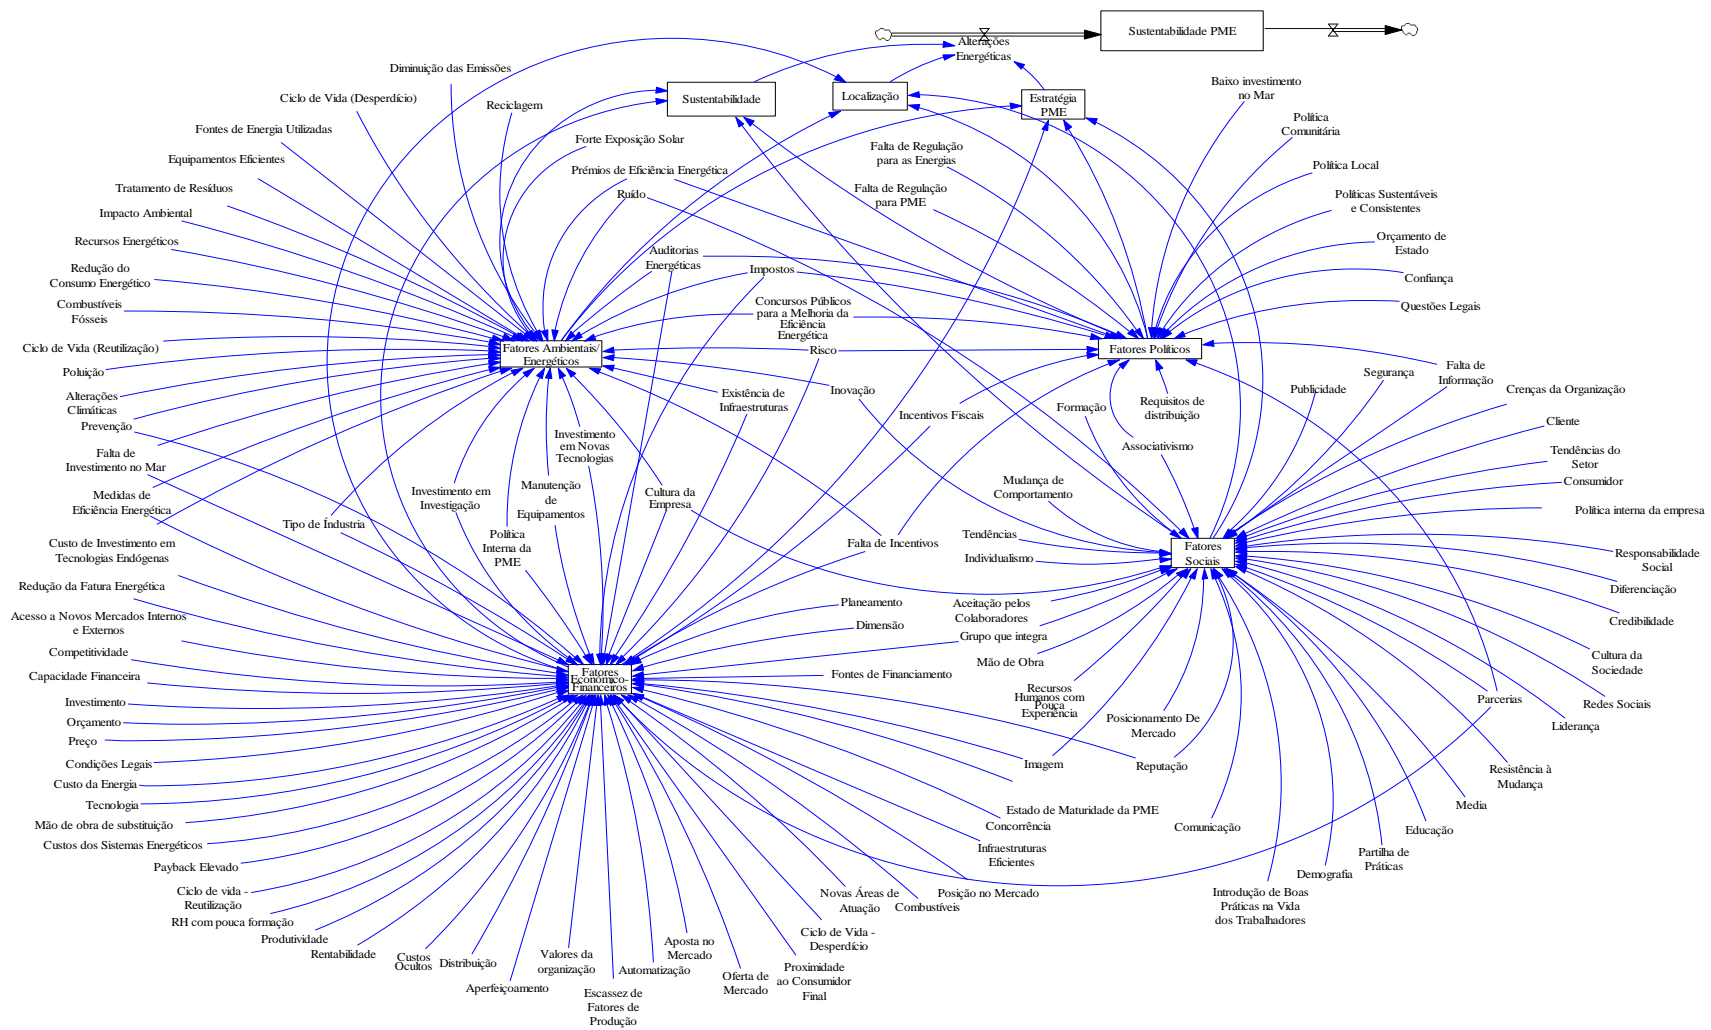 Sustentabilidade PME
Alterações
Energéticas
Diminuição das Emissões
Ciclo de Vida (Desperdício)
Reciclagem
Sustentabilidade
Localização
Estratégia
PME
Baixo investimento
no Mar
Fontes de Energia Utilizadas
Forte Exposição Solar
Falta de Regulação
para as Energias
Política
Comunitária
Equipamentos Eficientes
Prémios de Eficiência Energética
Política Local
Tratamento de Resíduos
Ruído
Falta de Regulação
para PME
Políticas Sustentáveis
e Consistentes
Impacto Ambiental
Recursos Energéticos
Auditorias
Energéticas
Orçamento de
Estado
Redução do
Consumo Energético
Impostos
Confiança
Combustíveis
Fósseis
Concursos Públicos
para a Melhoria da
Eficiência
Energética
Questões Legais
Ciclo de Vida (Reutilização)
Fatores Ambientais/
Energéticos
Risco
Fatores Políticos
Poluição
Segurança
Falta de
Informação
Alterações
Climáticas
Existência de
Infraestruturas
Inovação
Publicidade
Crenças da Organização
Prevenção
Incentivos Fiscais
Formação
Requisitos de
distribuição
Cliente
Investimento
em Novas
Tecnologias
Associativismo
Falta de
Investimento no Mar
Tendências do
Setor
Medidas de
Eficiência Energética
Investimento em
Investigação
Manutenção
de
Equipamentos
Cultura da
Empresa
Mudança de
Comportamento
Consumidor
Tipo de Índustria
Política interna da empresa
Custo de Investimento em
Tecnologias Endógenas
Política
Interna da
PME
Falta de Incentivos
Tendências
Individualismo
Fatores
Sociais
Responsabilidade
Social
Redução da Fatura Energética
Diferenciação
Acesso a Novos Mercados Internos
e Externos
Planeamento
Aceitação pelos
Colaboradores
Credibilidade
Competitividade
Dimensão
Grupo que integra
Cultura da
Sociedade
Capacidade Financeira
Fatores
Económico-
Financeiros
Fontes de Financiamento
Mão de Obra
Investimento
Recursos
Humanos com
Pouca
Experiência
Parcerias
Redes Sociais
Orçamento
Posicionamento De
Mercado
Liderança
Preço
Condições Legais
Imagem
Reputação
Resistência à
Mudança
Custo da Energia
Tecnologia
Estado de Maturidade da PME
Media
Mão de obra de substituição
Concorrência
Comunicação
Educação
Custos dos Sistemas Energéticos
Infraestruturas
Eficientes
Partilha de
Práticas
Payback Elevado
Demografia
Ciclo de vida -
Reutilização
Novas Áreas de
Atuação
Posição no Mercado
Combustíveis
Introdução de Boas
Práticas na Vida
dos Trabalhadores
RH com pouca formação
Produtividade
Ciclo de Vida -
Desperdício
Rentabilidade
Custos
Ocultos
Distribuição
Valores da
organização
Aposta no
Mercado
Automatização
Proximidade
ao Consumidor
Final
Aperfeiçoamento
Oferta de
Mercado
Escassez de
Fatores de
Produção